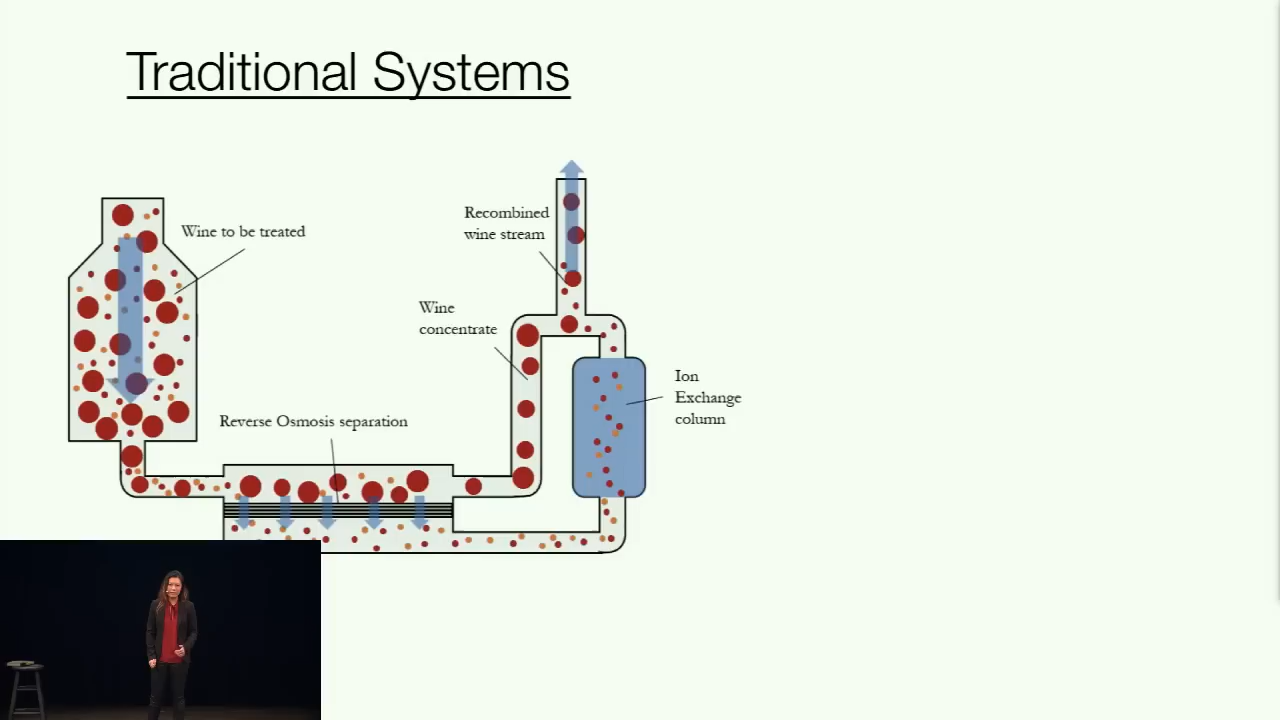 Traditional Systems
Wine to be treated
Recombined
wine stream
Wine
concentrate
Ion
Exchange
column
Reverse Osmosis separation